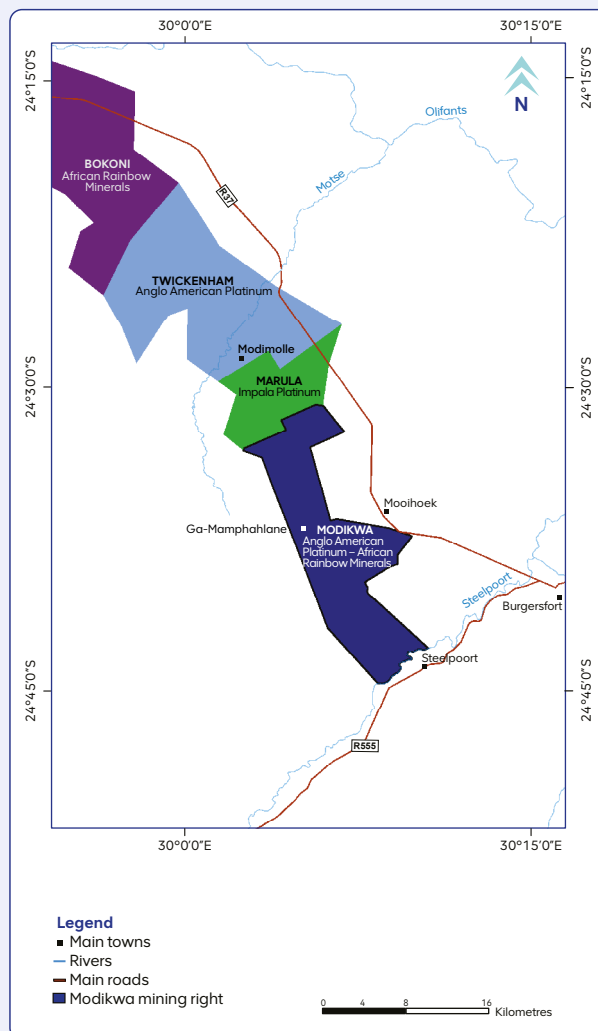 30°0'0"E
30°15'0"E
24°15'0"S
24°15'0"S
N
Olifants
BOKONI
African Rainbow
Minerals
Motse
R37
TWICKENHAM
Anglo American Platinum
Modimolle
24°30'0"S
24°30'0"S
MARULA
Impala Platinum
Mooihoek
Ga-Mamphahlane
MODIKWA
Anglo American
Platinum – African
Rainbow Minerals
Steelpoort
Burgersfort
Steelpoort
24°45'0"S
24°45'0"S
R555
30°0'0"E
30°15'0"E
Legend
Main towns
Rivers
Main roads
Modikwa mining right
0 4 8 16
Kilometres